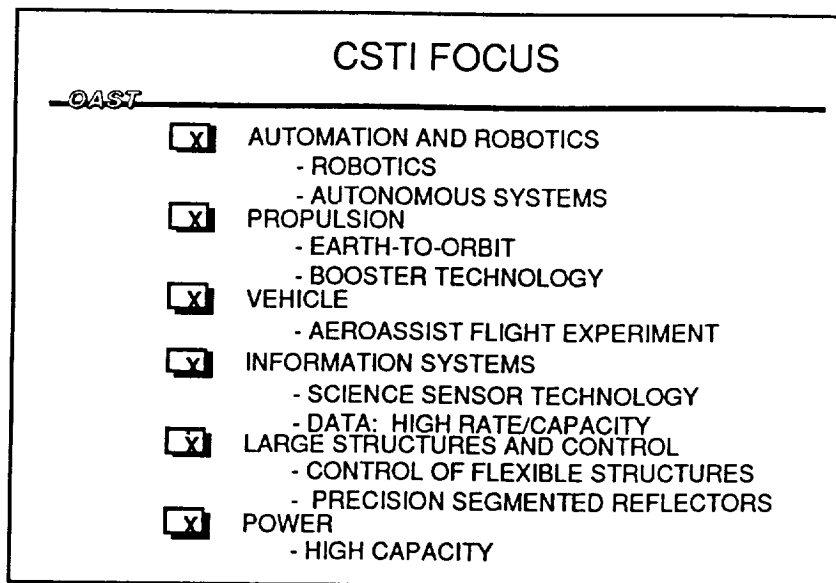 CSTI FOCUS
OAST
X AUTOMATION AND ROBOTICS
- ROBOTICS
- AUTONOMOUS SYSTEMS
X PROPULSION
- EARTH-TO-ORBIT
- BOOSTER TECHNOLOGY
X VEHICLE
- AEROASSIST FLIGHT EXPERIMENT
X INFORMATION SYSTEMS
- SCIENCE SENSOR TECHNOLOGY
- DATA: HIGH RATE/CAPACITY
X LARGE STRUCTURES AND CONTROL
- CONTROL OF FLEXIBLE STRUCTURES
- PRECISION SEGMENTED REFLECTORS
X POWER
- HIGH CAPACITY